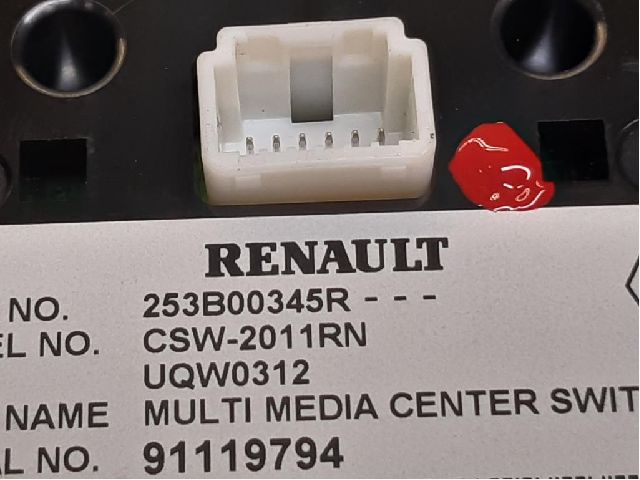 RENAULT
NO. 253B00345R - - -
EL NO. CSW-2011RN
UQW0312
NAME MULTI MEDIA CENTER SWIT
AL NO. 91119794